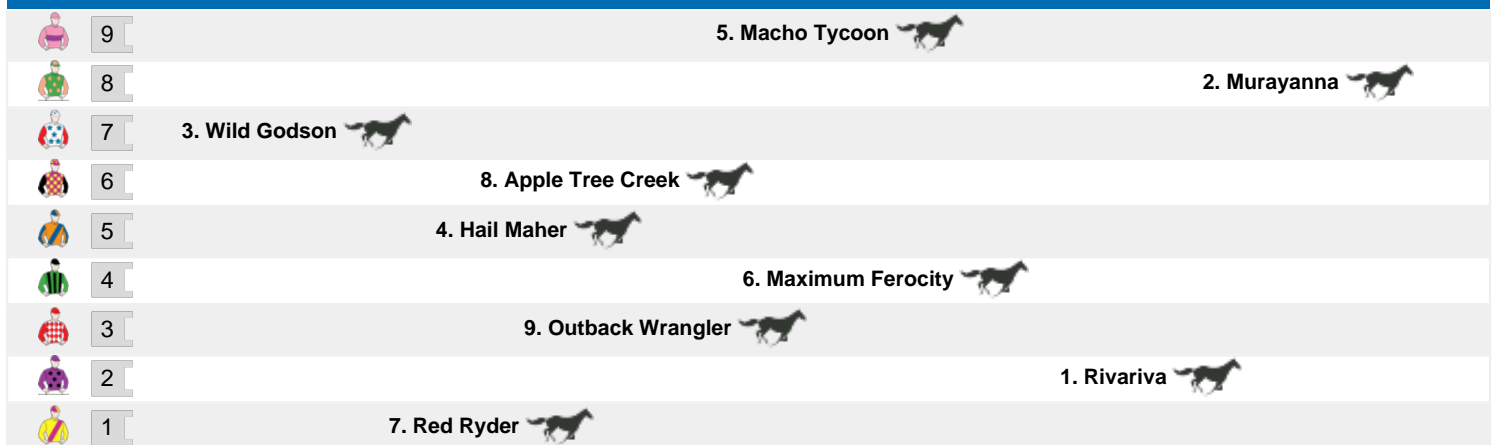 9 5. Macho Tycoon
8 2. Murayanna
7 3. Wild Godson
6 8. Apple Tree Creek
5 4. Hail Maher
4 6. Maximum Ferocity
3 9. Outback Wrangler
2 1. Rivariva
1 7. Red Ryder